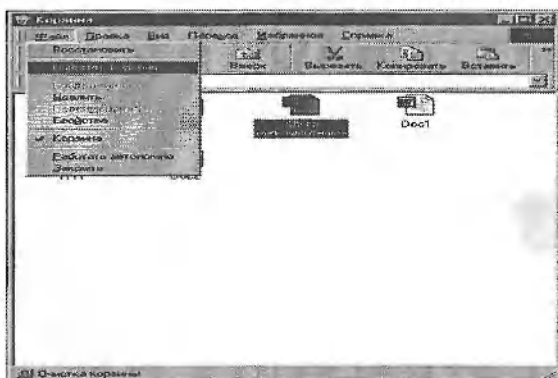 Корзина
Файл Правка Вид Переход Избранное Справка
Восстановить
Вверх Вырезать Копировать Вставить
Удалить
Свойства
Doc1
Корзина
Работать автономно
Закрыть
Очистка корзины